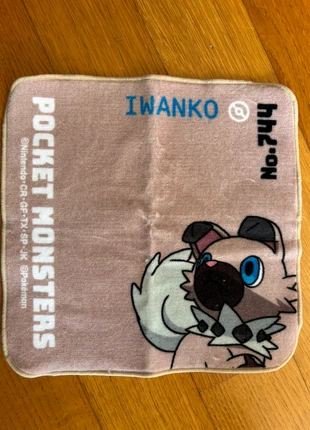 IWANKO
No.744
POCKET MONSTERS
©Nintendo・CR・GF・TX・SP・JK ©Pokémon